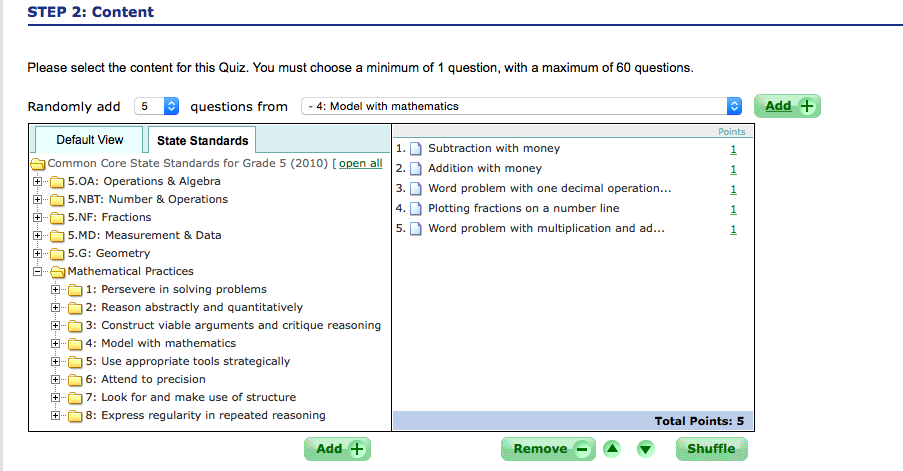 STEP 2: Content
Please select the content for this Quiz. You must choose a minimum of 1 question, with a maximum of 60 questions.
Randomly add 5 questions from - 4: Model with mathematics Add
Default View State Standards
Common Core State Standards for Grade 5 (2010) [ open all
5.OA: Operations & Algebra
5.NBT: Number & Operations
5.NF: Fractions
5.MD: Measurement & Data
5.G: Geometry
Mathematical Practices
1: Persevere in solving problems
2: Reason abstractly and quantitatively
3: Construct viable arguments and critique reasoning
4: Model with mathematics
5: Use appropriate tools strategically
6: Attend to precision
7: Look for and make use of structure
8: Express regularity in repeated reasoning
Points
1. Subtraction with money 1
2. Addition with money 1
3. Word problem with one decimal operation... 1
4. Plotting fractions on a number line 1
5. Word problem with multiplication and ad... 1
Total Points: 5
Add Remove Shuffle